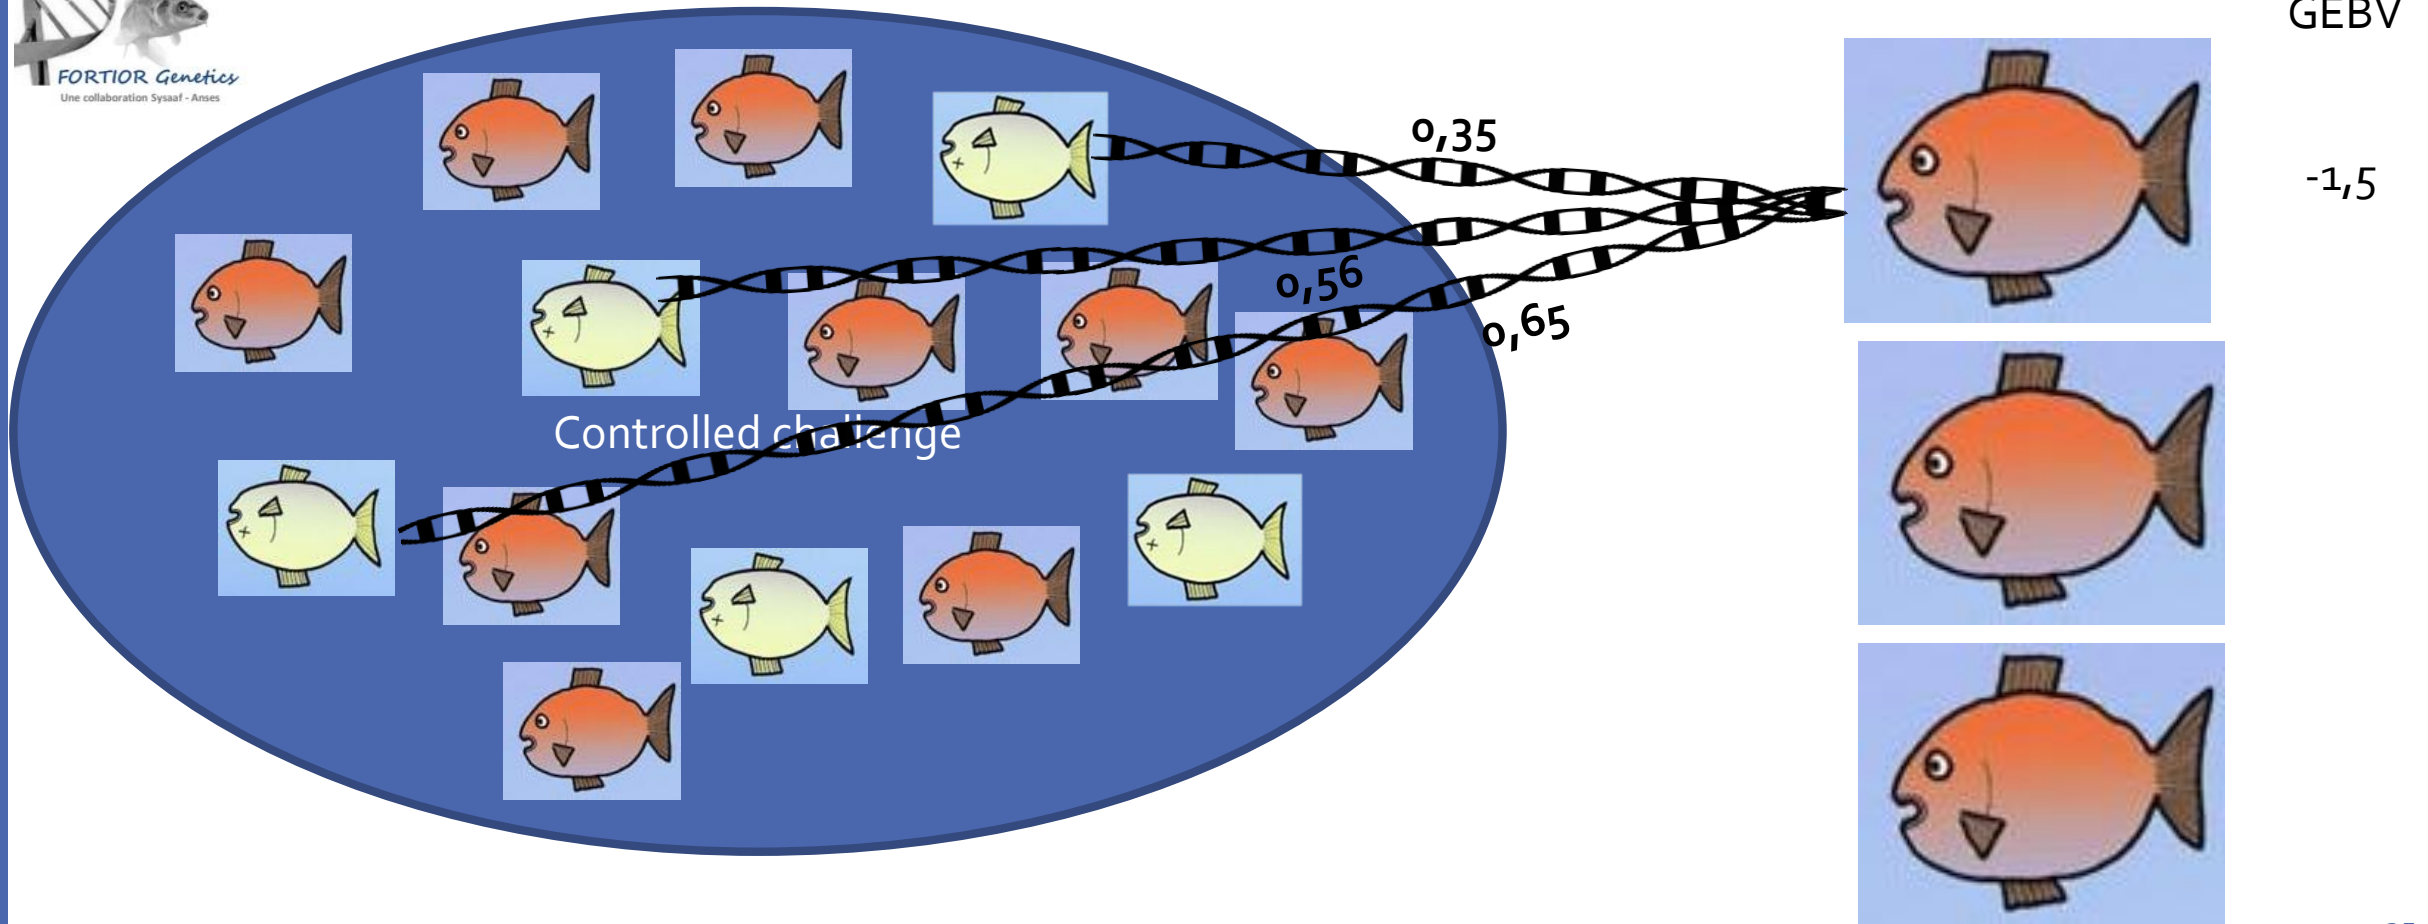 GEBV
FORTIOR Genetics
Une collaboration Sysaaf - Anses
0,35
-1,5
0,56
0,65
Controlled challenge